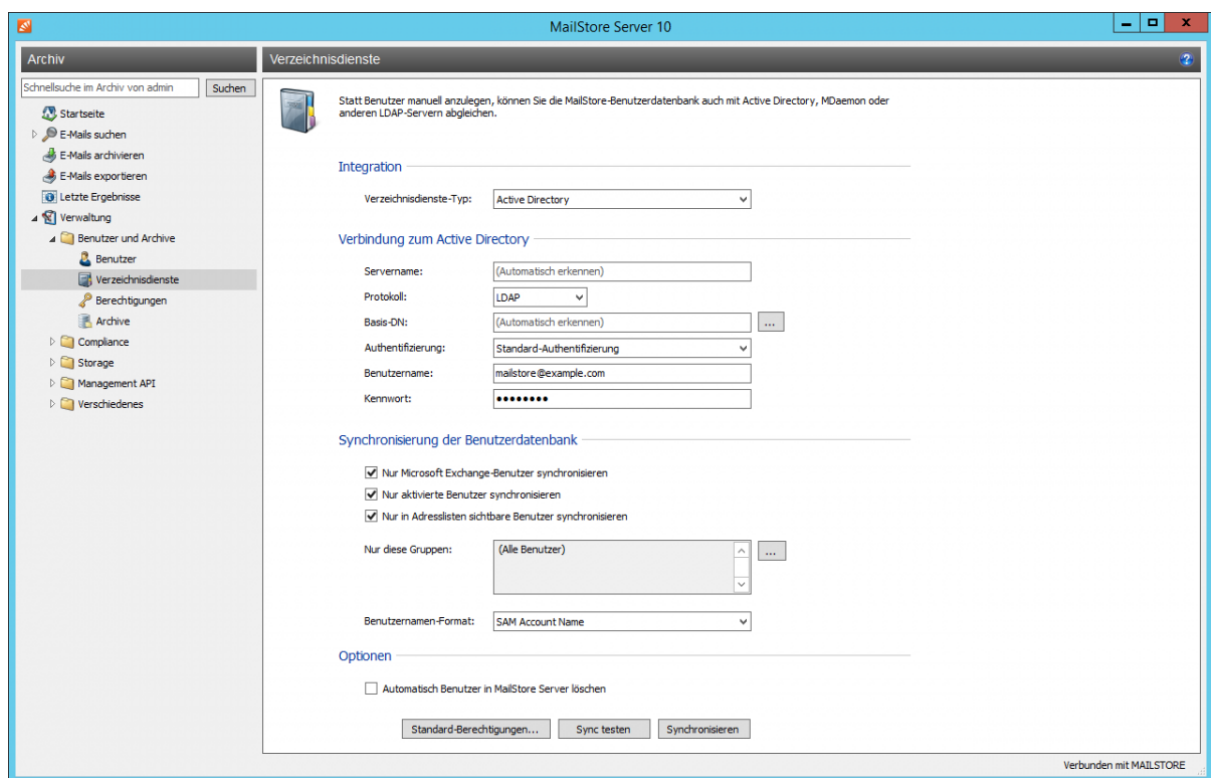 MailStore Server 10
Archiv
Verzeichnisdienste
Schnellsuche im Archiv von admin
Suchen
Startseite
E-Mails suchen
E-Mails archivieren
E-Mails exportieren
Letzte Ergebnisse
Verwaltung
Benutzer und Archive
Benutzer
Verzeichnisdienste
Berechtigungen
Archive
Compliance
Storage
Management API
Verschiedenes
Statt Benutzer manuell anzulegen, können Sie die MailStore-Benutzerdatenbank auch mit Active Directory, MDaemon oder
anderen LDAP-Servern abgleichen.
Integration
Verzeichnisdienste-Typ: Active Directory
Verbindung zum Active Directory
Servername: (Automatisch erkennen)
Protokoll: LDAP
Basis-DN: (Automatisch erkennen) ...
Authentifizierung: Standard-Authentifizierung
Benutzername: mailstore@example.com
Kennwort: ●●●●●●●●
Synchronisierung der Benutzerdatenbank
Nur Microsoft Exchange-Benutzer synchronisieren
Nur aktivierte Benutzer synchronisieren
Nur in Adresslisten sichtbare Benutzer synchronisieren
Nur diese Gruppen: (Alle Benutzer) ...
Benutzernamen-Format: SAM Account Name
Optionen
Automatisch Benutzer in MailStore Server löschen
Standard-Berechtigungen... Sync testen Synchronisieren
Verbunden mit MAILSTORE